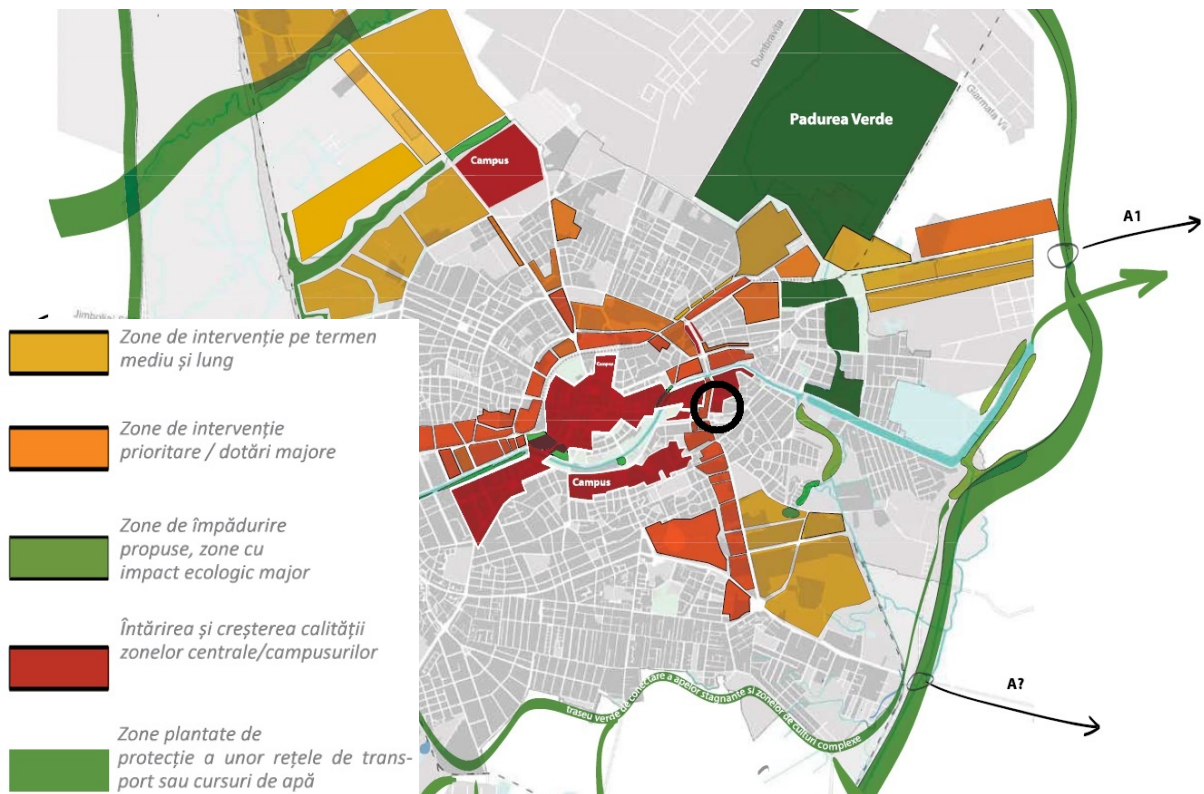 Dumbravita
Giarmata Vii
Padurea Verde
Campus
A1
Campus
Campus
Zone de intervenție pe termen
mediu și lung
Zone de intervenție
prioritare / dotări majore
Zone de împădurire
propuse, zone cu
impact ecologic major
Întărirea și creșterea calității
zonelor centrale/campusurilor
Zone plantate de
protecție a unor rețele de trans-
port sau cursuri de apă
A?
traseu verde de conectare a apelor stagnante si zonelor de culturi complexe